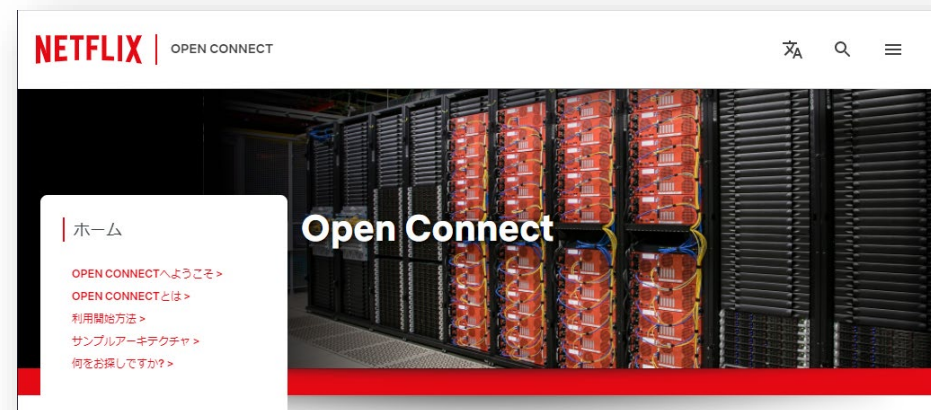 NETFLIX OPEN CONNECT
Open Connect
ホーム
OPEN CONNECTへようこそ >
OPEN CONNECTとは >
利用開始方法 >
サンプルアーキテクチャ >
何をお探しですか? >